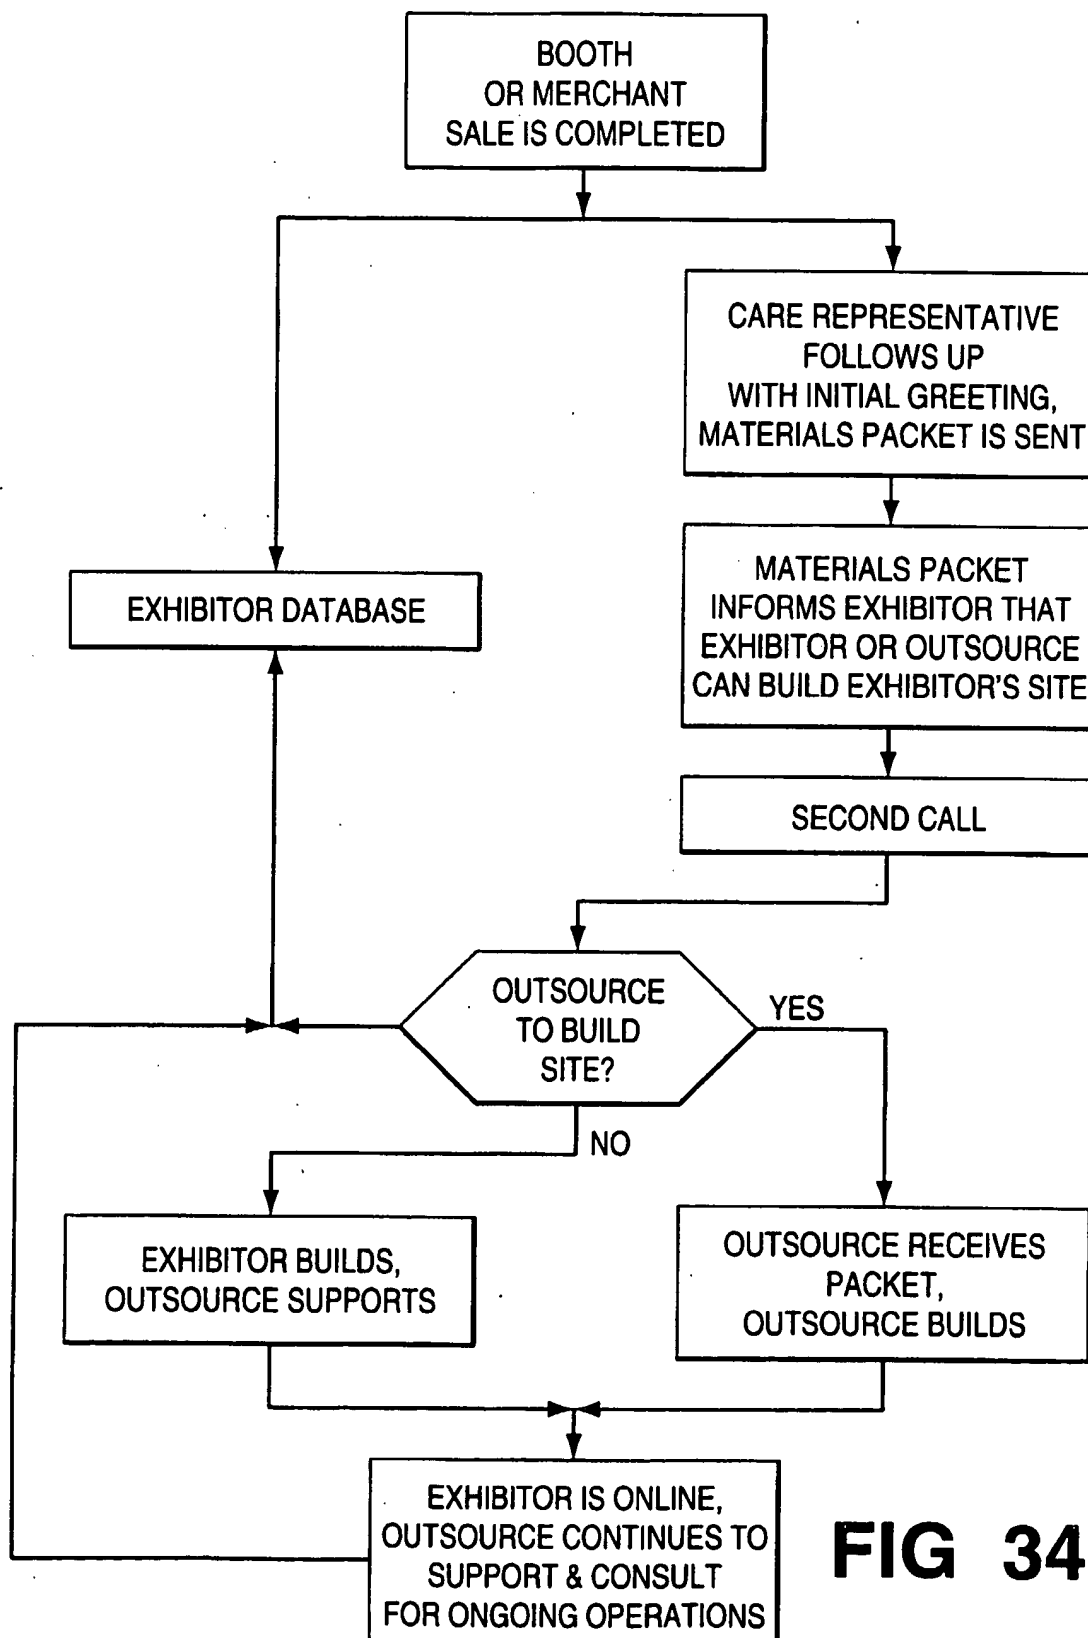 BOOTH
OR MERCHANT
SALE IS COMPLETED
CARE REPRESENTATIVE
FOLLOWS UP
WITH INITIAL GREETING,
MATERIALS PACKET IS SENT
EXHIBITOR DATABASE
MATERIALS PACKET
INFORMS EXHIBITOR THAT
EXHIBITOR OR OUTSOURCE
CAN BUILD EXHIBITOR'S SITE
SECOND CALL
OUTSOURCE
TO BUILD
SITE?
YES
NO
EXHIBITOR BUILDS,
OUTSOURCE SUPPORTS
OUTSOURCE RECEIVES
PACKET,
OUTSOURCE BUILDS
EXHIBITOR IS ONLINE,
OUTSOURCE CONTINUES TO
SUPPORT & CONSULT
FOR ONGOING OPERATIONS
FIG 34